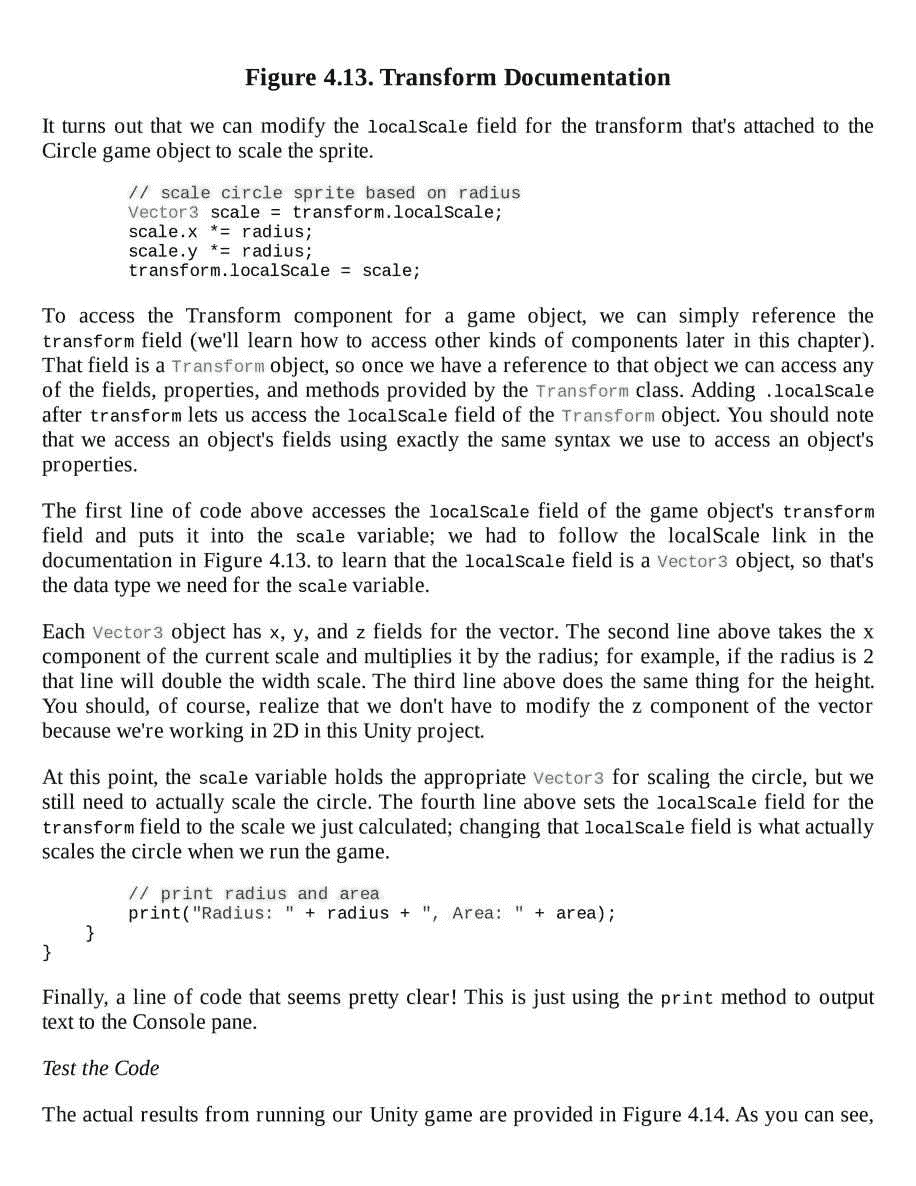 Figure 4.13. Transform Documentation
It turns out that we can modify the localScale field for the transform that's attached to the
Circle game object to scale the sprite.
// scale circle sprite based on radius
Vector3 scale = transform.localScale;
scale.x *= radius;
scale.y *= radius;
transform.localScale = scale;
To access the Transform component for a game object, we can simply reference the
transform field (we'll learn how to access other kinds of components later in this chapter).
That field is a Transform object, so once we have a reference to that object we can access any
of the fields, properties, and methods provided by the Transform class. Adding .localScale
after transform lets us access the localScale field of the Transform object. You should note
that we access an object's fields using exactly the same syntax we use to access an object's
properties.
The first line of code above accesses the localScale field of the game object's transform
field and puts it into the scale variable; we had to follow the localScale link in the
documentation in Figure 4.13. to learn that the localScale field is a Vector3 object, so that's
the data type we need for the scale variable.
Each Vector3 object has x, y, and z fields for the vector. The second line above takes the x
component of the current scale and multiplies it by the radius; for example, if the radius is 2
that line will double the width scale. The third line above does the same thing for the height.
You should, of course, realize that we don't have to modify the z component of the vector
because we're working in 2D in this Unity project.
At this point, the scale variable holds the appropriate Vector3 for scaling the circle, but we
still need to actually scale the circle. The fourth line above sets the localScale field for the
transform field to the scale we just calculated; changing that localScale field is what actually
scales the circle when we run the game.
// print radius and area
print("Radius: " + radius + ", Area: " + area);
}
}
Finally, a line of code that seems pretty clear! This is just using the print method to output
text to the Console pane.
Test the Code
The actual results from running our Unity game are provided in Figure 4.14. As you can see,